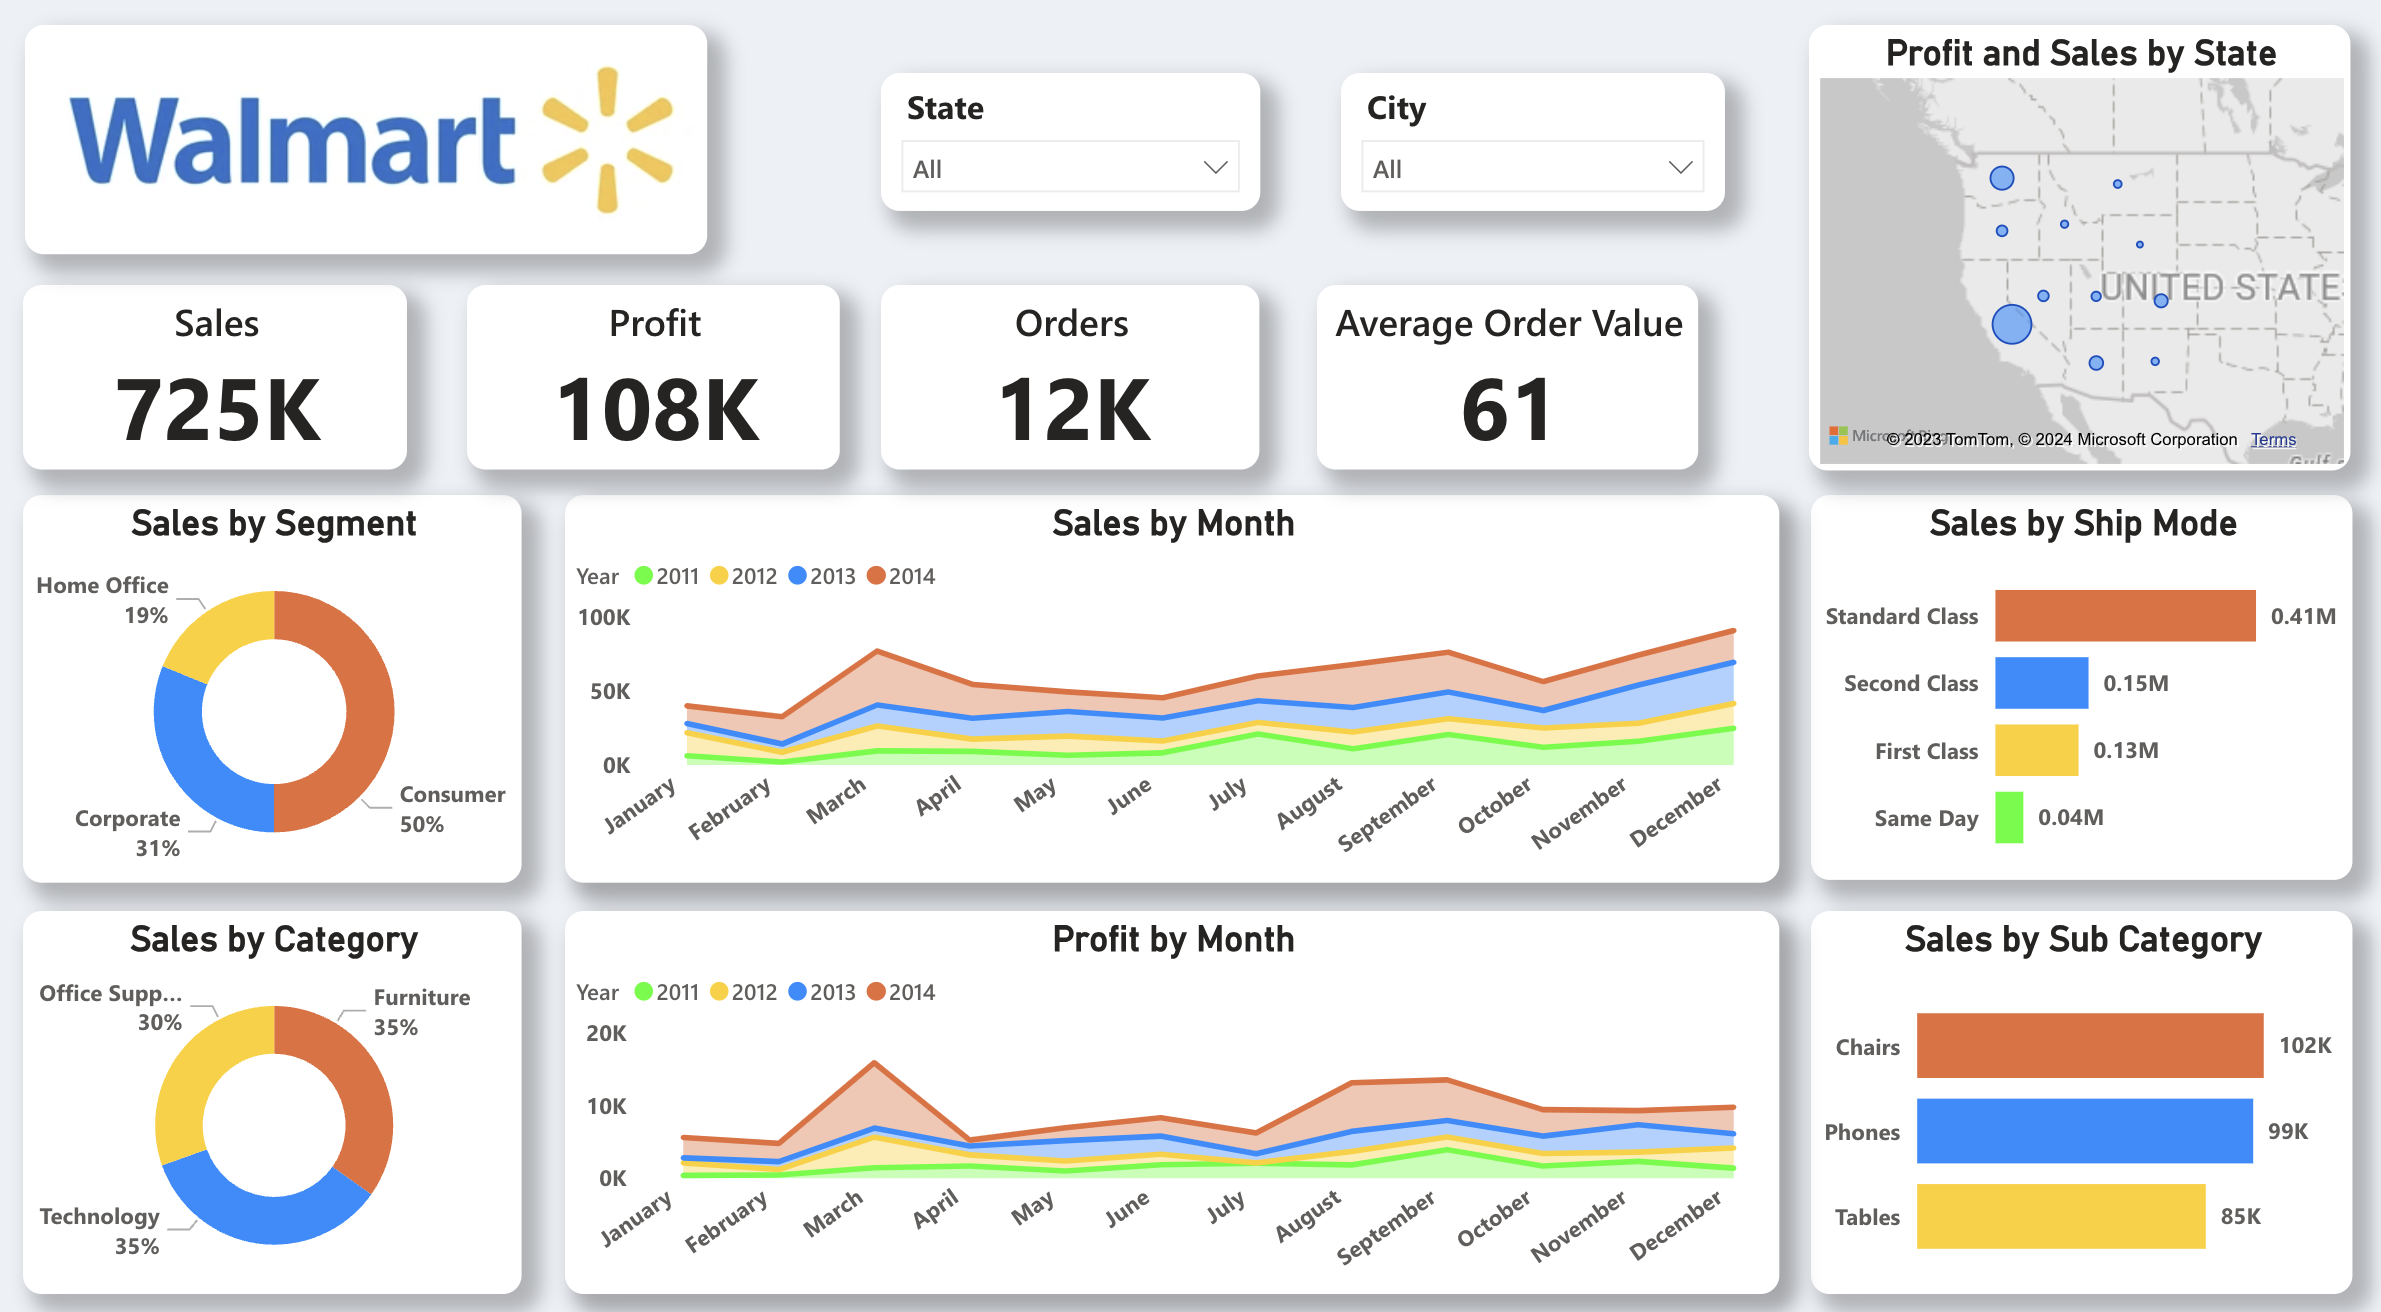 Walmart
State
All
City
All
Profit and Sales by State
UNITED STATE
© 2023 TomTom, © 2024 Microsoft Corporation Terms
Sales
725K
Profit
108K
Orders
12K
Average Order Value
61
Sales by Segment
Home Office
19%
Consumer
50%
Corporate
31%
Sales by Month
Year 2011 2012 2013 2014
100K
50K
0K
January February March April May June July August September October November December
Sales by Ship Mode
Standard Class 0.41M
Second Class 0.15M
First Class 0.13M
Same Day 0.04M
Sales by Category
Office Supp...
30%
Furniture
35%
Technology
35%
Profit by Month
Year 2011 2012 2013 2014
20K
10K
0K
January February March April May June July August September October November December
Sales by Sub Category
Chairs 102K
Phones 99K
Tables 85K